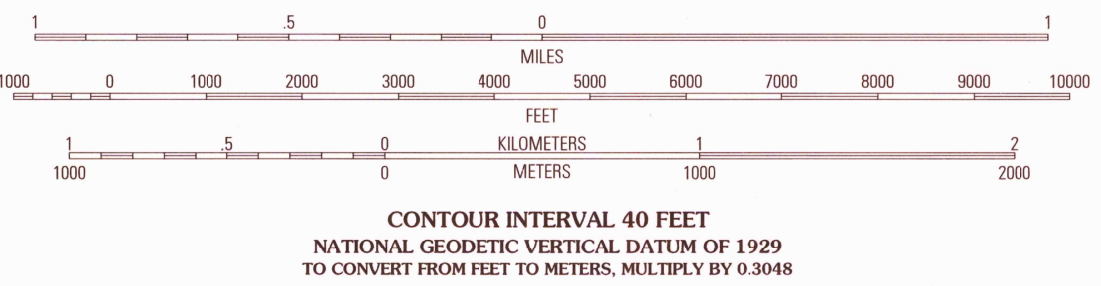 1 .5 0 1
MILES
1000 0 1000 2000 3000 4000 5000 6000 7000 8000 9000 10000
FEET
1 .5 0 KILOMETERS 1 2
1000 0 METERS 1000 2000
CONTOUR INTERVAL 40 FEET
NATIONAL GEODETIC VERTICAL DATUM OF 1929
TO CONVERT FROM FEET TO METERS, MULTIPLY BY 0.3048